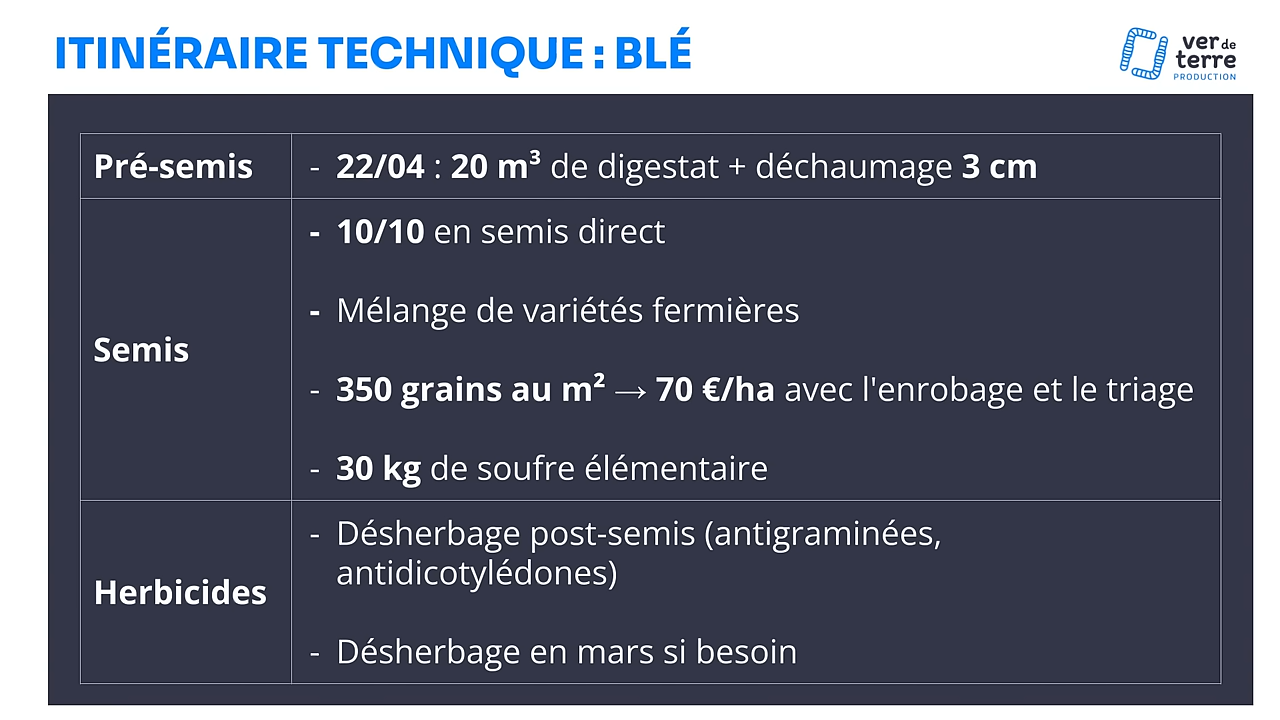 ITINÉRAIRE TECHNIQUE : BLÉ
ver de
terre
PRODUCTION
Pré-semis
- 22/04 : 20 m³ de digestat + déchaumage 3 cm
Semis
- 10/10 en semis direct
- Mélange de variétés fermières
- 350 grains au m² → 70 €/ha avec l'enrobage et le triage
- 30 kg de soufre élémentaire
Herbicides
- Désherbage post-semis (antigraminées,
antidicotylédones)
- Désherbage en mars si besoin